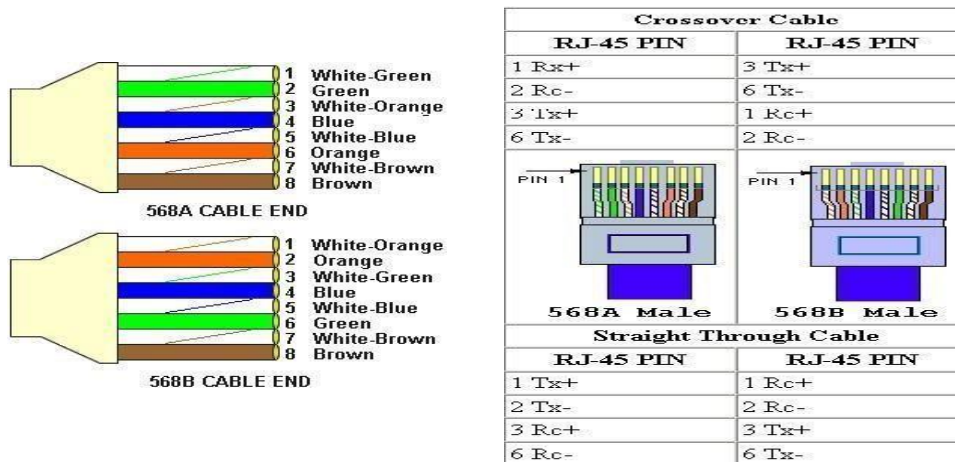 1 White-Green
2 Green
3 White-Orange
4 Blue
5 White-Blue
6 Orange
7 White-Brown
8 Brown
568A CABLE END
1 White-Orange
2 Orange
3 White-Green
4 Blue
5 White-Blue
6 Green
7 White-Brown
8 Brown
568B CABLE END
Crossover Cable
RJ-45 PIN RJ-45 PIN
1 Rx+ 3 Tx+
2 Rc- 6 Tx-
3 Tx+ 1 Rc+
6 Tx- 2 Rc-
PIN 1 PIN 1
568A Male 568B Male
Straight Through Cable
RJ-45 PIN RJ-45 PIN
1 Tx+ 1 Rc+
2 Tx- 2 Rc-
3 Rc+ 3 Tx+
6 Rc- 6 Tx-